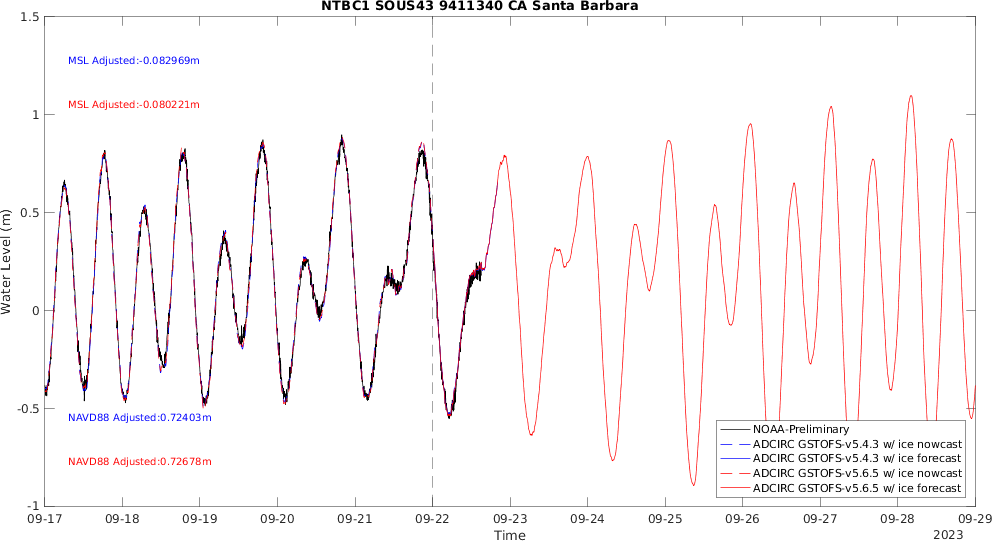 NTBC1 SOUS43 9411340 CA Santa Barbara
1.5
MSL Adjusted:-0.082969m
MSL Adjusted:-0.080221m
1
0.5
Water Level (m)
0
-0.5
NAVD88 Adjusted:0.72403m
NAVD88 Adjusted:0.72678m
NOAA-Preliminary
ADCIRC GSTOFS-v5.4.3 w/ ice nowcast
ADCIRC GSTOFS-v5.4.3 w/ ice forecast
ADCIRC GSTOFS-v5.6.5 w/ ice nowcast
ADCIRC GSTOFS-v5.6.5 w/ ice forecast
-1
09-17 09-18 09-19 09-20 09-21 09-22 09-23 09-24 09-25 09-26 09-27 09-28 09-29
Time
2023